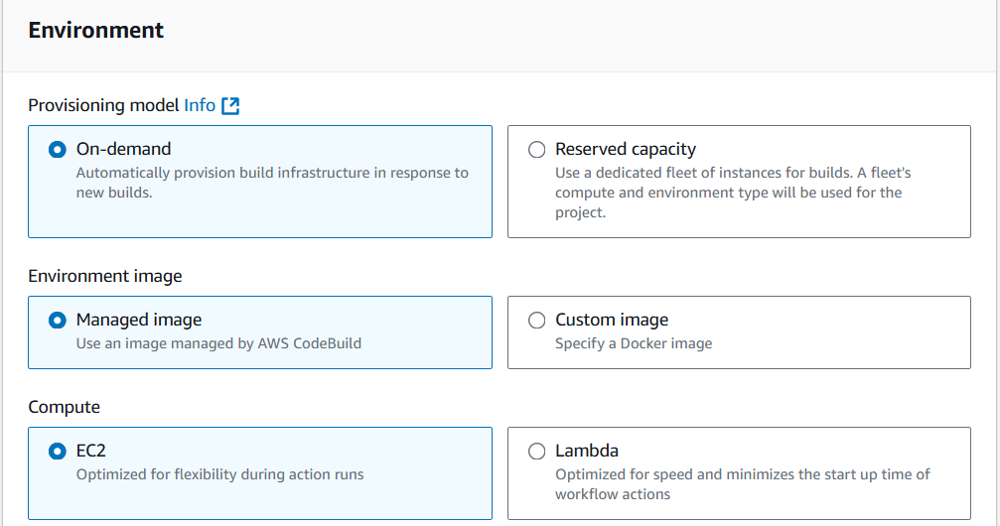 Environment
Provisioning model Info
On-demand
Automatically provision build infrastructure in response to
new builds.
Reserved capacity
Use a dedicated fleet of instances for builds. A fleet's
compute and environment type will be used for the
project.
Environment image
Managed image
Use an image managed by AWS CodeBuild
Custom image
Specify a Docker image
Compute
EC2
Optimized for flexibility during action runs
Lambda
Optimized for speed and minimizes the start up time of
workflow actions